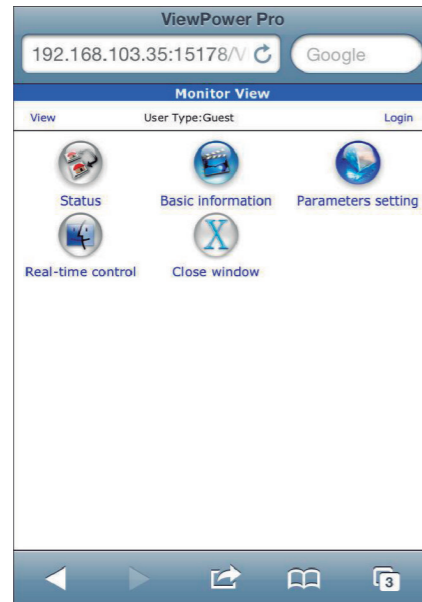 ViewPower Pro
192.168.103.35:15178/V
Google
Monitor View
View User Type:Guest Login
Status Basic information Parameters setting
Real-time control Close window
3